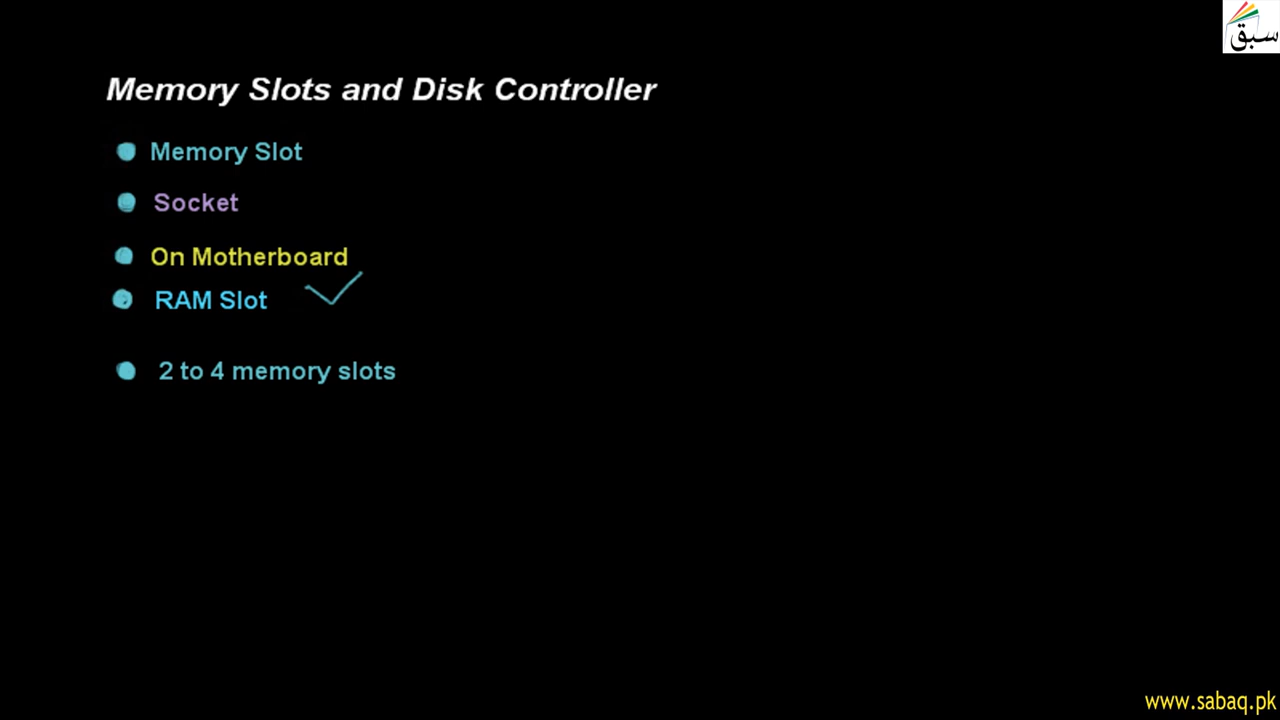 سبق
Memory Slots and Disk Controller
Memory Slot
Socket
On Motherboard
RAM Slot
2 to 4 memory slots
www.sabaq.pk